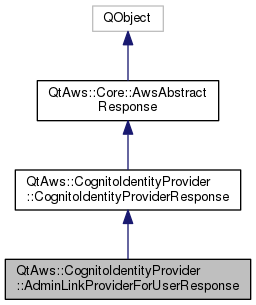 QObject
QtAws::Core::AwsAbstract
Response
QtAws::CognitoIdentityProvider
::CognitoIdentityProviderResponse
QtAws::CognitoIdentityProvider
::AdminLinkProviderForUserResponse